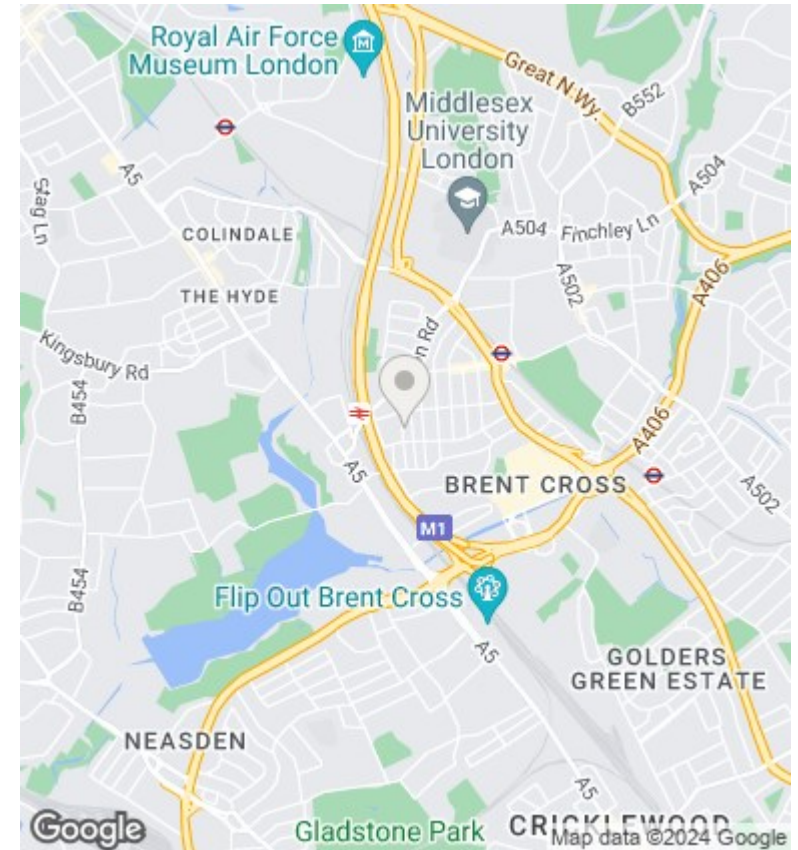 Royal Air Force
Museum London
Great N Wy.
B552
Middlesex
University
London
A5
A504
Stag Ln
A504
Finchley Ln
COLINDALE
A502
A406
THE HYDE
Kingsbury Rd
n Rd
B454
A406
A5
BRENT CROSS
A502
M1
B454
Flip Out Brent Cross
A5
GOLDERS
GREEN ESTATE
NEASDEN
A5
Google
Gladstone Park
CRICKLEWOOD
Map data ©2024 Google